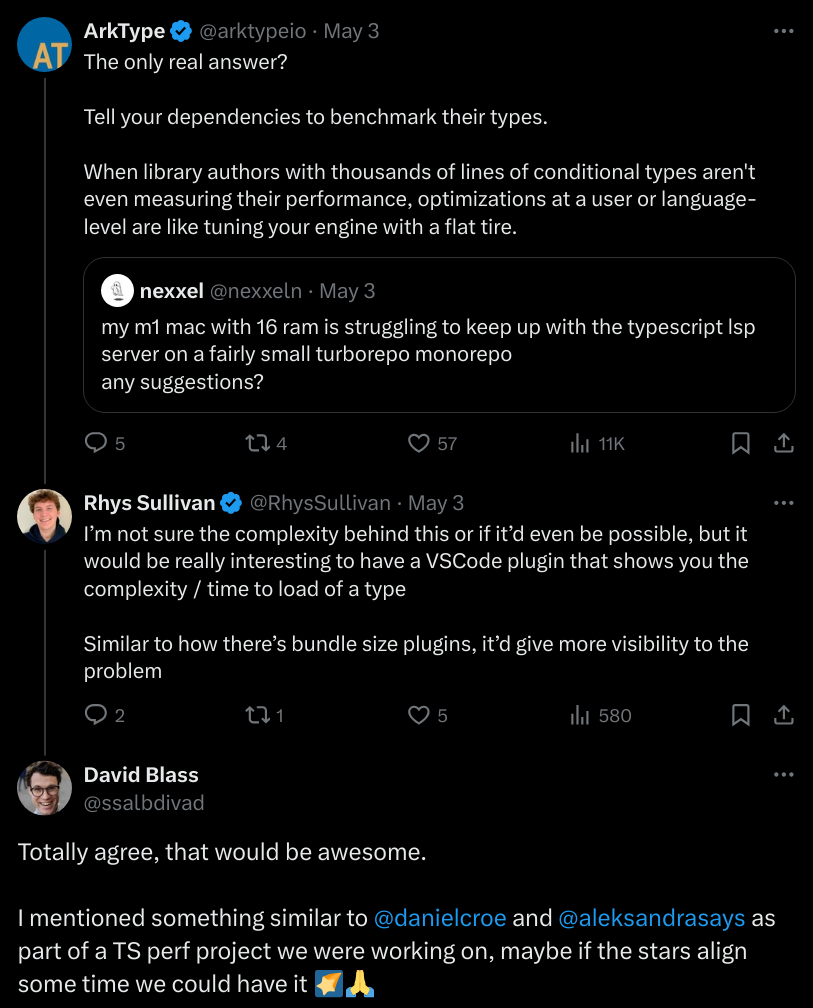 AT
ArkType @arktypeio · May 3
The only real answer?
Tell your dependencies to benchmark their types.
When library authors with thousands of lines of conditional types aren't
even measuring their performance, optimizations at a user or language-
level are like tuning your engine with a flat tire.
nexxel @nexxeln · May 3
my m1 mac with 16 ram is struggling to keep up with the typescript lsp
server on a fairly small turborepo monorepo
any suggestions?
5 4 57 11K
Rhys Sullivan @RhysSullivan · May 3
I’m not sure the complexity behind this or if it’d even be possible, but it
would be really interesting to have a VSCode plugin that shows you the
complexity / time to load of a type
Similar to how there’s bundle size plugins, it’d give more visibility to the
problem
2 1 5 580
David Blass
@ssalbdivad
Totally agree, that would be awesome.
I mentioned something similar to @danielcroe and @aleksandrasays as
part of a TS perf project we were working on, maybe if the stars align
some time we could have it 🌠🙏